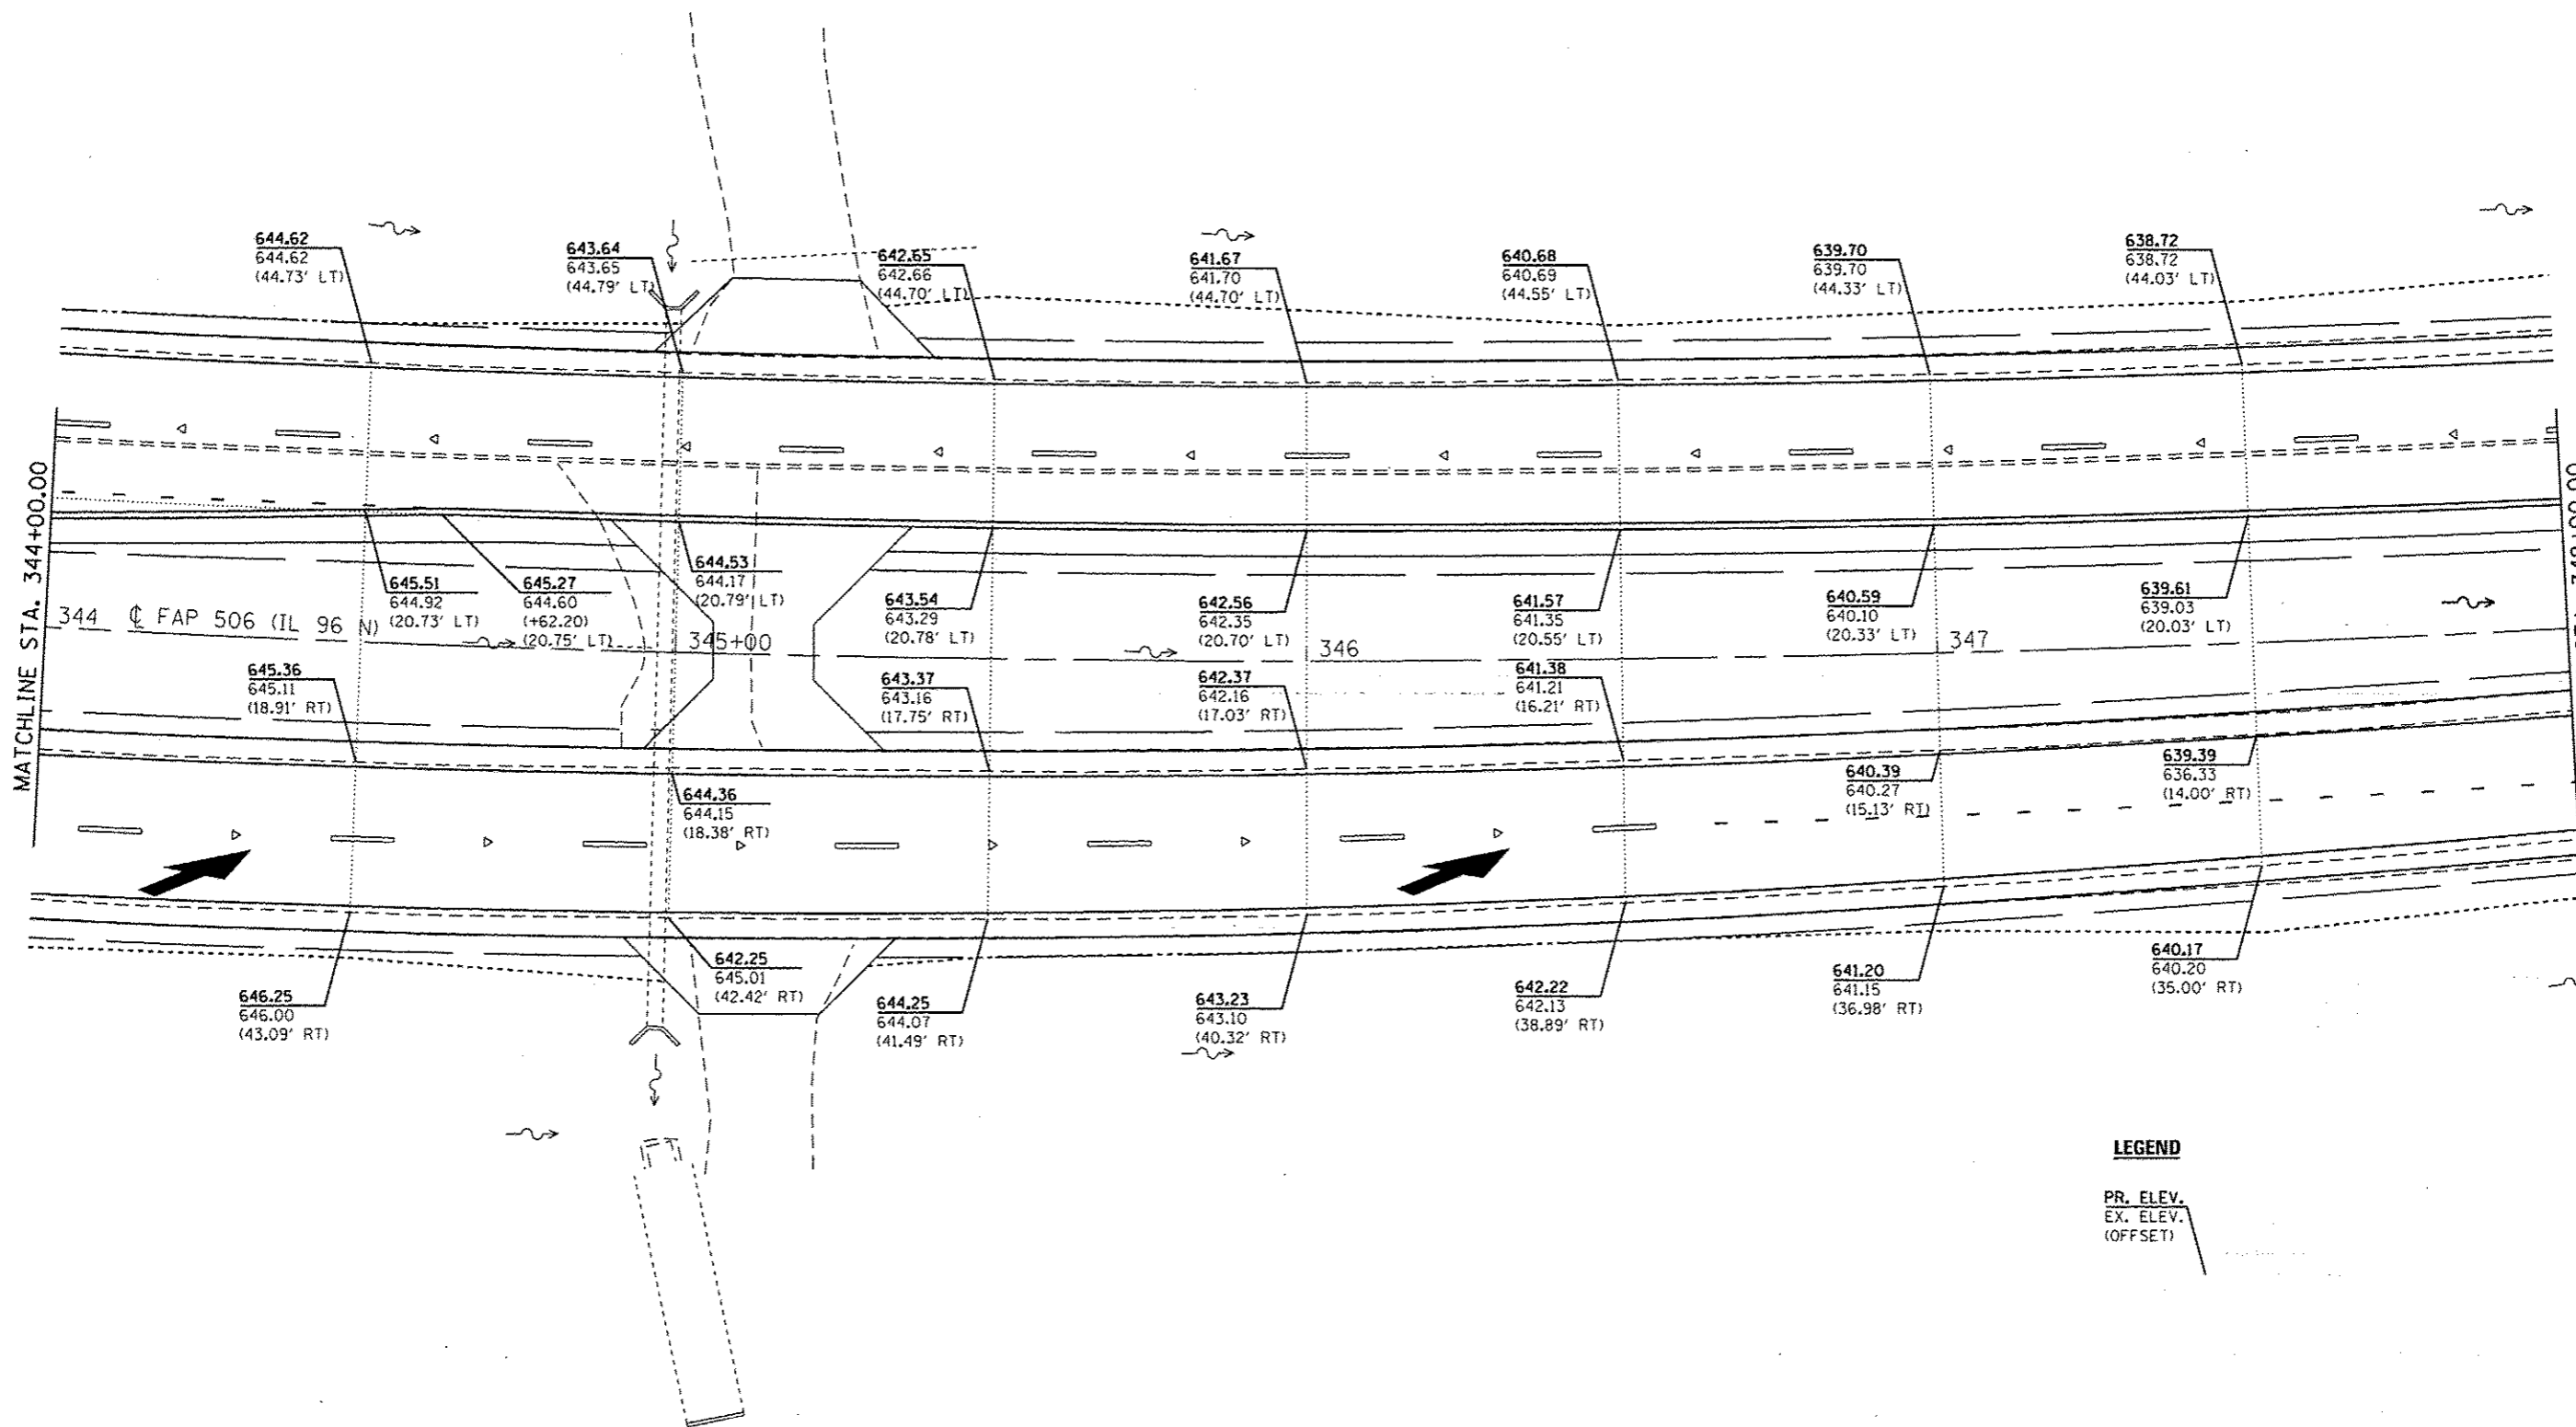 644.62
644.62
(44.73' LT)
643.64
643.65
(44.79' LT)
642.65
642.66
(44.70' LT)
641.67
641.70
(44.70' LT)
640.68
640.69
(44.55' LT)
639.70
639.70
(44.33' LT)
638.72
638.72
(44.03' LT)
MATCHLINE STA. 344+00.00
645.51
644.92
(20.73' LT)
645.27
644.60
(+62.20)
(20.75' LT)
644.53
644.17
(20.79' LT)
643.54
643.29
(20.78' LT)
642.56
642.35
(20.70' LT)
641.57
641.35
(20.55' LT)
640.59
640.10
(20.33' LT)
639.61
639.03
(20.03' LT)
344 ℄ FAP 506 (IL 96 N)
345+00
346
347
645.36
645.11
(18.91' RT)
644.36
644.15
(18.38' RT)
643.37
643.16
(17.75' RT)
642.37
642.16
(17.03' RT)
641.38
641.21
(16.21' RT)
640.39
640.27
(15.13' RT)
639.39
636.33
(14.00' RT)
646.25
646.00
(43.09' RT)
642.25
645.01
(42.42' RT)
644.25
644.07
(41.49' RT)
643.23
643.10
(40.32' RT)
642.22
642.13
(38.89' RT)
641.20
641.15
(36.98' RT)
640.17
640.20
(35.00' RT)
LEGEND
PR. ELEV.
EX. ELEV.
(OFFSET)